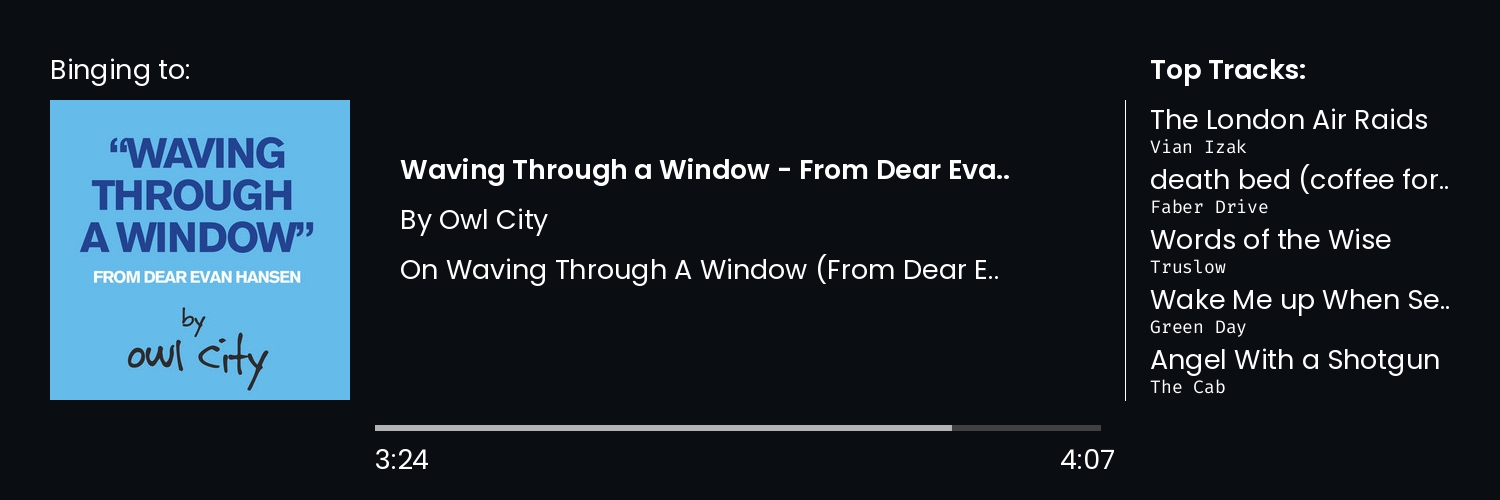 Binging to:
“WAVING
THROUGH
A WINDOW”
FROM DEAR EVAN HANSEN
by
owl city
Waving Through a Window - From Dear Eva..
By Owl City
On Waving Through A Window (From Dear E..
3:24
4:07
Top Tracks:
The London Air Raids
Vian Izak
death bed (coffee for..
Faber Drive
Words of the Wise
Truslow
Wake Me up When Se..
Green Day
Angel With a Shotgun
The Cab